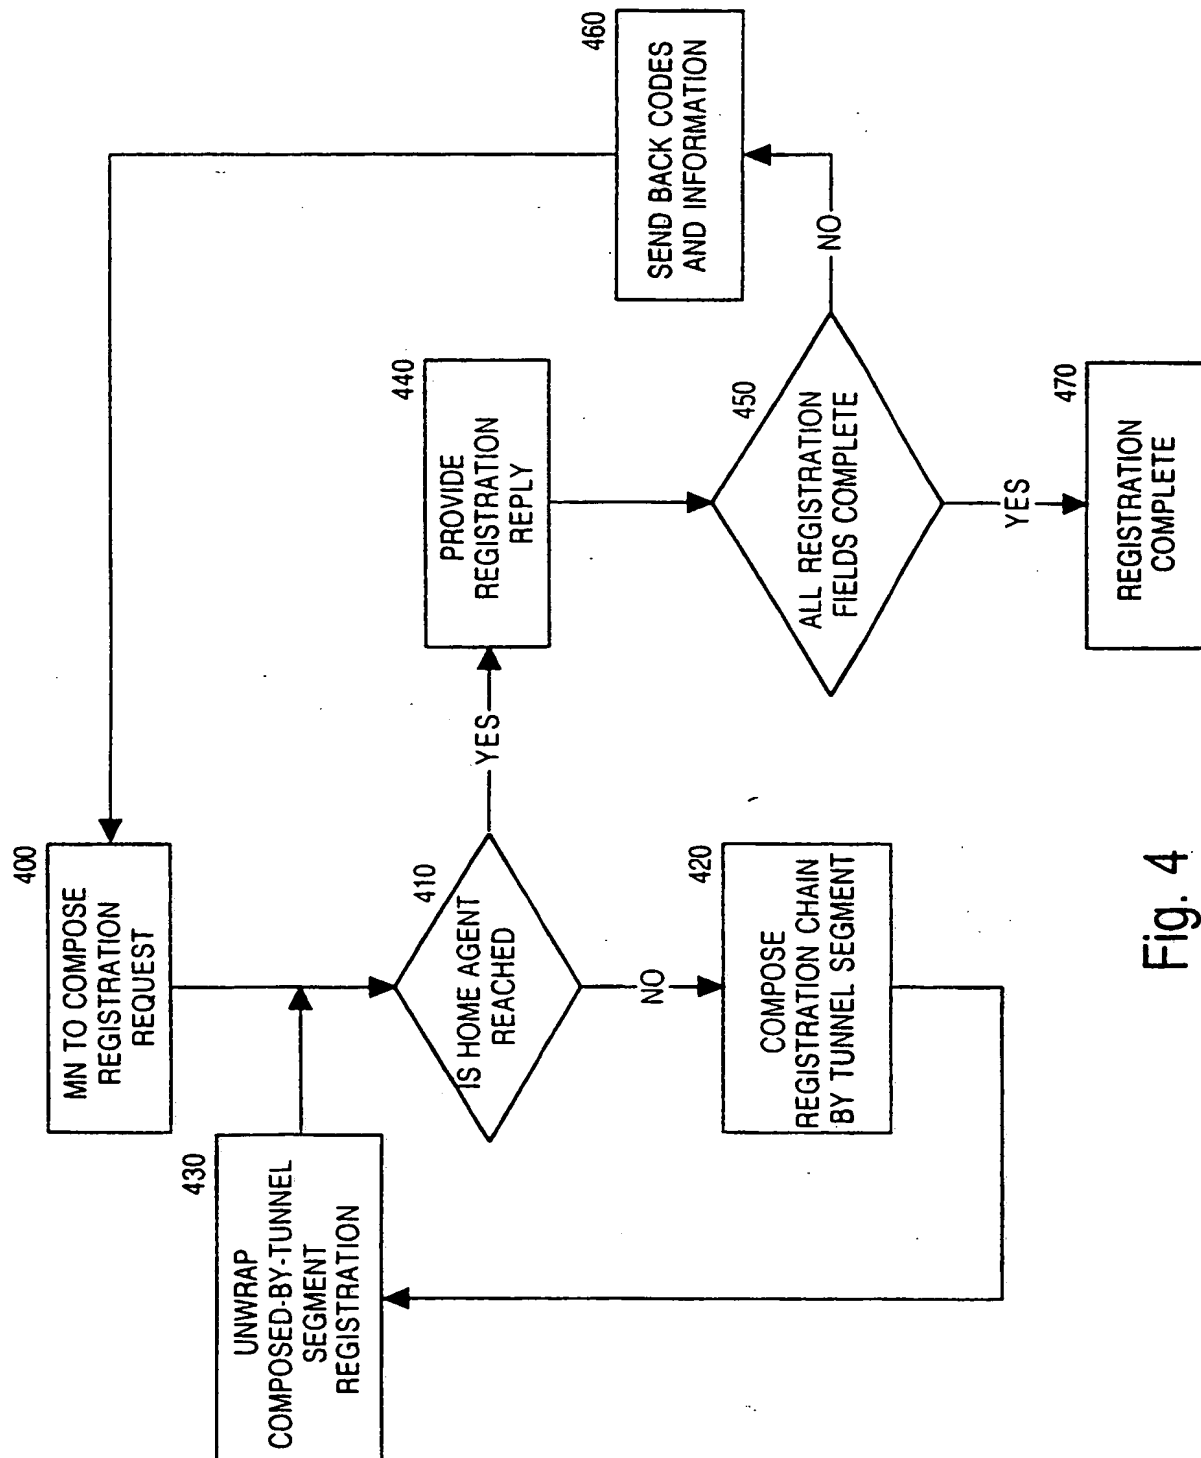 400
MN TO COMPOSE
REGISTRATION
REQUEST
430
UNWRAP
COMPOSED-BY-TUNNEL
SEGMENT
REGISTRATION
410
IS HOME AGENT
REACHED
YES
NO
420
COMPOSE
REGISTRATION CHAIN
BY TUNNEL SEGMENT
440
PROVIDE
REGISTRATION
REPLY
450
ALL REGISTRATION
FIELDS COMPLETE
NO
YES
460
SEND BACK CODES
AND INFORMATION
470
REGISTRATION
COMPLETE
Fig. 4